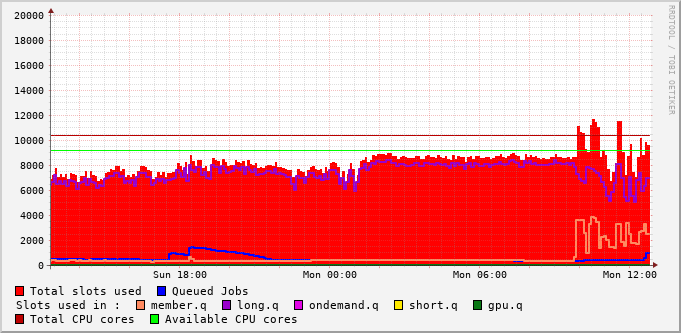 RRDTOOL / TOBI OETIKER
20000
18000
16000
14000
12000
10000
8000
6000
4000
2000
0
Sun 18:00 Mon 00:00 Mon 06:00 Mon 12:00
Total slots used Queued Jobs
Slots used in : member.q long.q ondemand.q short.q gpu.q
Total CPU cores Available CPU cores